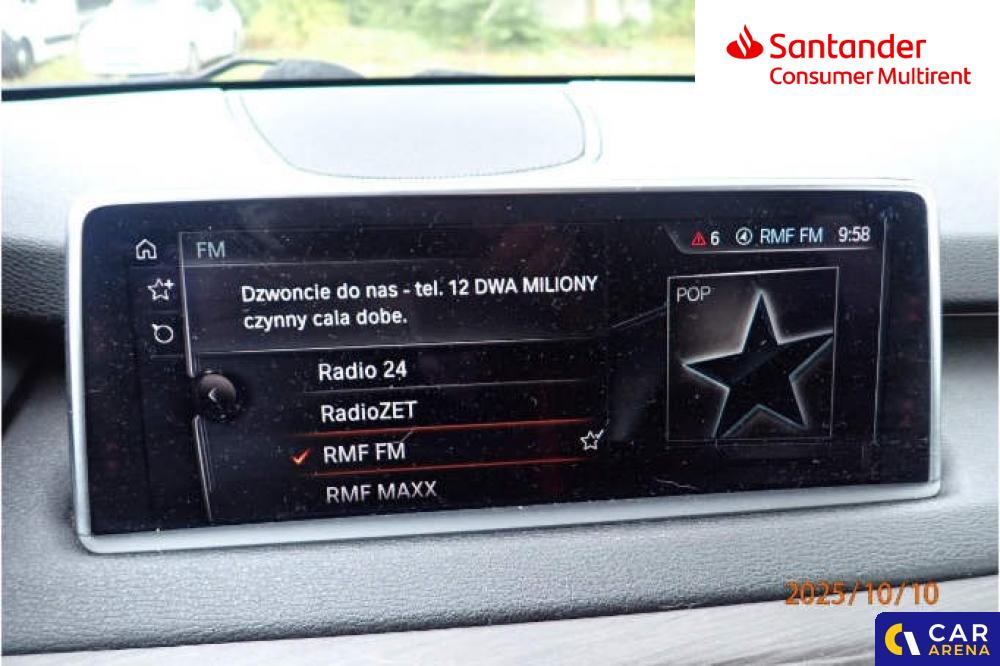 Santander
Consumer Multirent
FM
6 RMF FM 9:58
Dzwoncie do nas - tel. 12 DWA MILIONY
czynny cala dobe.
POP
Radio 24
RadioZET
RMF FM
RMF MAXX
2025/10/10
CAR
ARENA